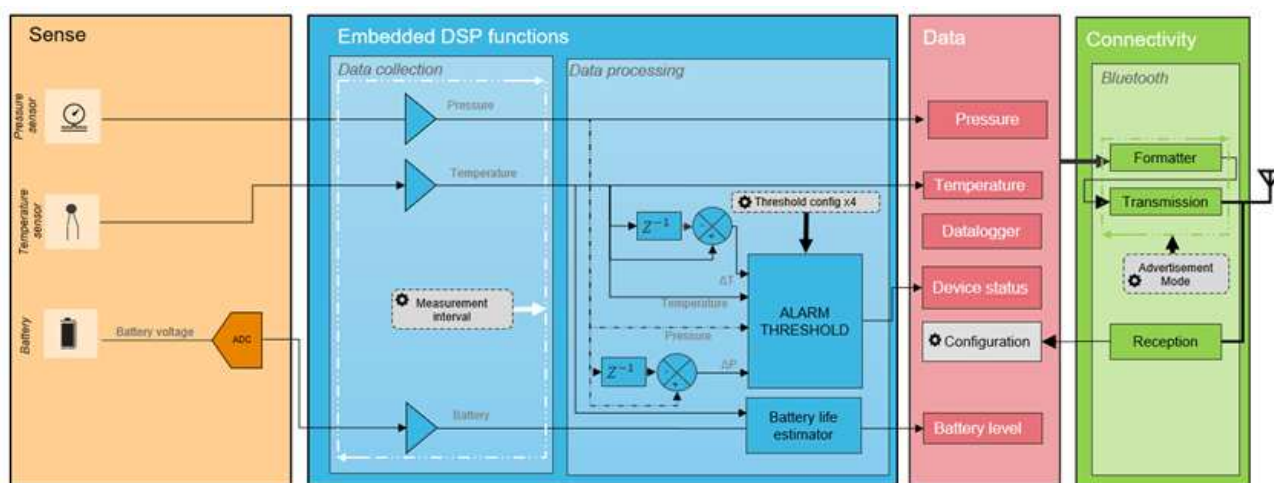 Sense
Embedded DSP functions
Data
Connectivity
Data collection
Data processing
Bluetooth
Pressure
sensor
Pressure
Pressure
Formatter
Temperature
sensor
Temperature
Temperature
Threshold config x4
Transmission
Z⁻¹
Datalogger
ΔT
Advertisement
Mode
Measurement
interval
Temperature
ALARM
THRESHOLD
Device status
Battery
Battery voltage
ADC
Pressure
Configuration
Reception
Z⁻¹
ΔP
Battery
Battery life
estimator
Battery level